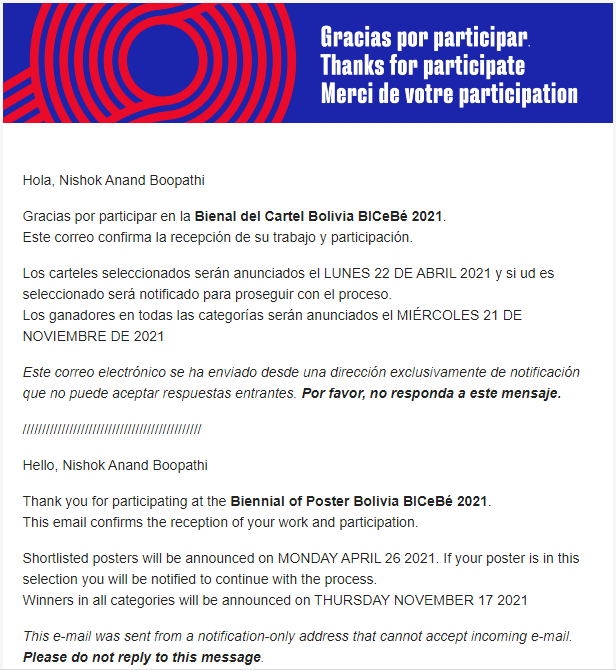 Gracias por participar.
Thanks for participate
Merci de votre participation
Hola, Nishok Anand Boopathi
Gracias por participar en la Bienal del Cartel Bolivia BICeBé 2021.
Este correo confirma la recepción de su trabajo y participación.
Los carteles seleccionados serán anunciados el LUNES 22 DE ABRIL 2021 y si ud es
seleccionado será notificado para proseguir con el proceso.
Los ganadores en todas las categorías serán anunciados el MIÉRCOLES 21 DE
NOVIEMBRE DE 2021
Este correo electrónico se ha enviado desde una dirección exclusivamente de notificación
que no puede aceptar respuestas entrantes. Por favor, no responda a este mensaje.
//////////////////////////////////////////////
Hello, Nishok Anand Boopathi
Thank you for participating at the Biennial of Poster Bolivia BICeBé 2021.
This email confirms the reception of your work and participation.
Shortlisted posters will be announced on MONDAY APRIL 26 2021. If your poster is in this
selection you will be notified to continue with the process.
Winners in all categories will be announced on THURSDAY NOVEMBER 17 2021
This e-mail was sent from a notification-only address that cannot accept incoming e-mail.
Please do not reply to this message.